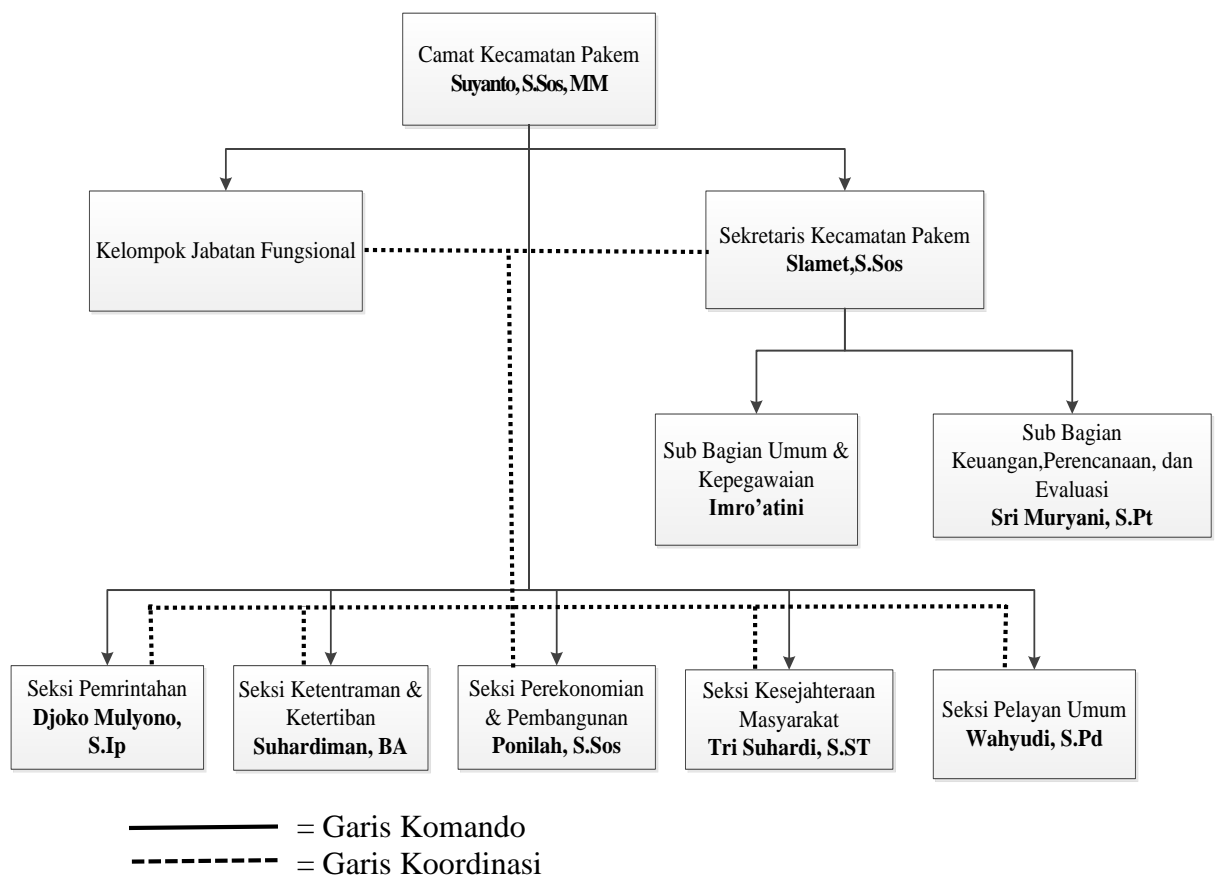 Camat Kecamatan Pakem
Suyanto, S.Sos, MM
Kelompok Jabatan Fungsional
Sekretaris Kecamatan Pakem
Slamet,S.Sos
Sub Bagian Umum &
Kepegawaian
Imro’atini
Sub Bagian
Keuangan,Perencanaan, dan
Evaluasi
Sri Muryani, S.Pt
Seksi Pemrintahan
Djoko Mulyono,
S.Ip
Seksi Ketentraman &
Ketertiban
Suhardiman, BA
Seksi Perekonomian
& Pembangunan
Ponilah, S.Sos
Seksi Kesejahteraan
Masyarakat
Tri Suhardi, S.ST
Seksi Pelayan Umum
Wahyudi, S.Pd
= Garis Komando
= Garis Koordinasi